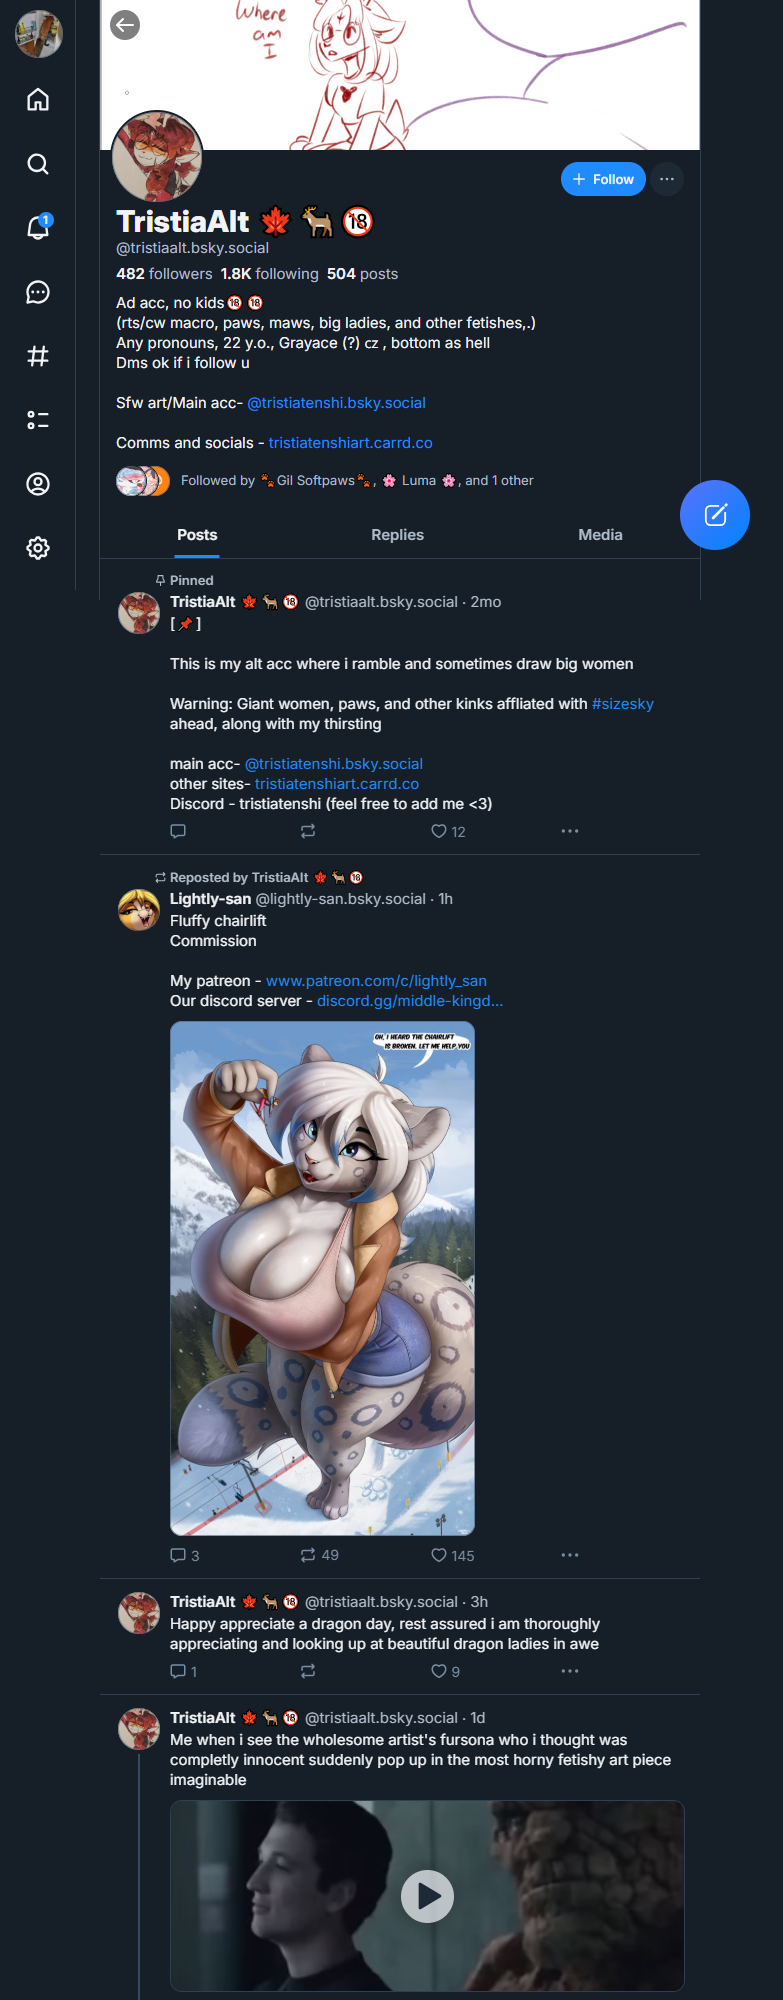 Where
am
I
Follow
TristiaAlt 🍁 🦌 🔞
@tristiaalt.bsky.social
482 followers 1.8K following 504 posts
Ad acc, no kids🔞 🔞
(rts/cw macro, paws, maws, big ladies, and other fetishes,.)
Any pronouns, 22 y.o., Grayace (?) cz , bottom as hell
Dms ok if i follow u
Sfw art/Main acc- @tristiatenshi.bsky.social
Comms and socials - tristiatenshiart.carrd.co
Followed by 🐾Gil Softpaws🐾, 🌸 Luma 🌸, and 1 other
1
Posts Replies Media
Pinned
TristiaAlt 🍁 🦌 🔞 @tristiaalt.bsky.social · 2mo
[📌]
This is my alt acc where i ramble and sometimes draw big women
Warning: Giant women, paws, and other kinks affliated with #sizesky
ahead, along with my thirsting
main acc- @tristiatenshi.bsky.social
other sites- tristiatenshiart.carrd.co
Discord - tristiatenshi (feel free to add me <3)
12
Reposted by TristiaAlt 🍁 🦌 🔞
Lightly-san @lightly-san.bsky.social · 1h
Fluffy chairlift
Commission
My patreon - www.patreon.com/c/lightly_san
Our discord server - discord.gg/middle-kingd...
OH, I HEARD THE CHAIRLIFT
IS BROKEN. LET ME HELP YOU
3 49 145
TristiaAlt 🍁 🦌 🔞 @tristiaalt.bsky.social · 3h
Happy appreciate a dragon day, rest assured i am thoroughly
appreciating and looking up at beautiful dragon ladies in awe
1 9
TristiaAlt 🍁 🦌 🔞 @tristiaalt.bsky.social · 1d
Me when i see the wholesome artist's fursona who i thought was
completly innocent suddenly pop up in the most horny fetishy art piece
imaginable